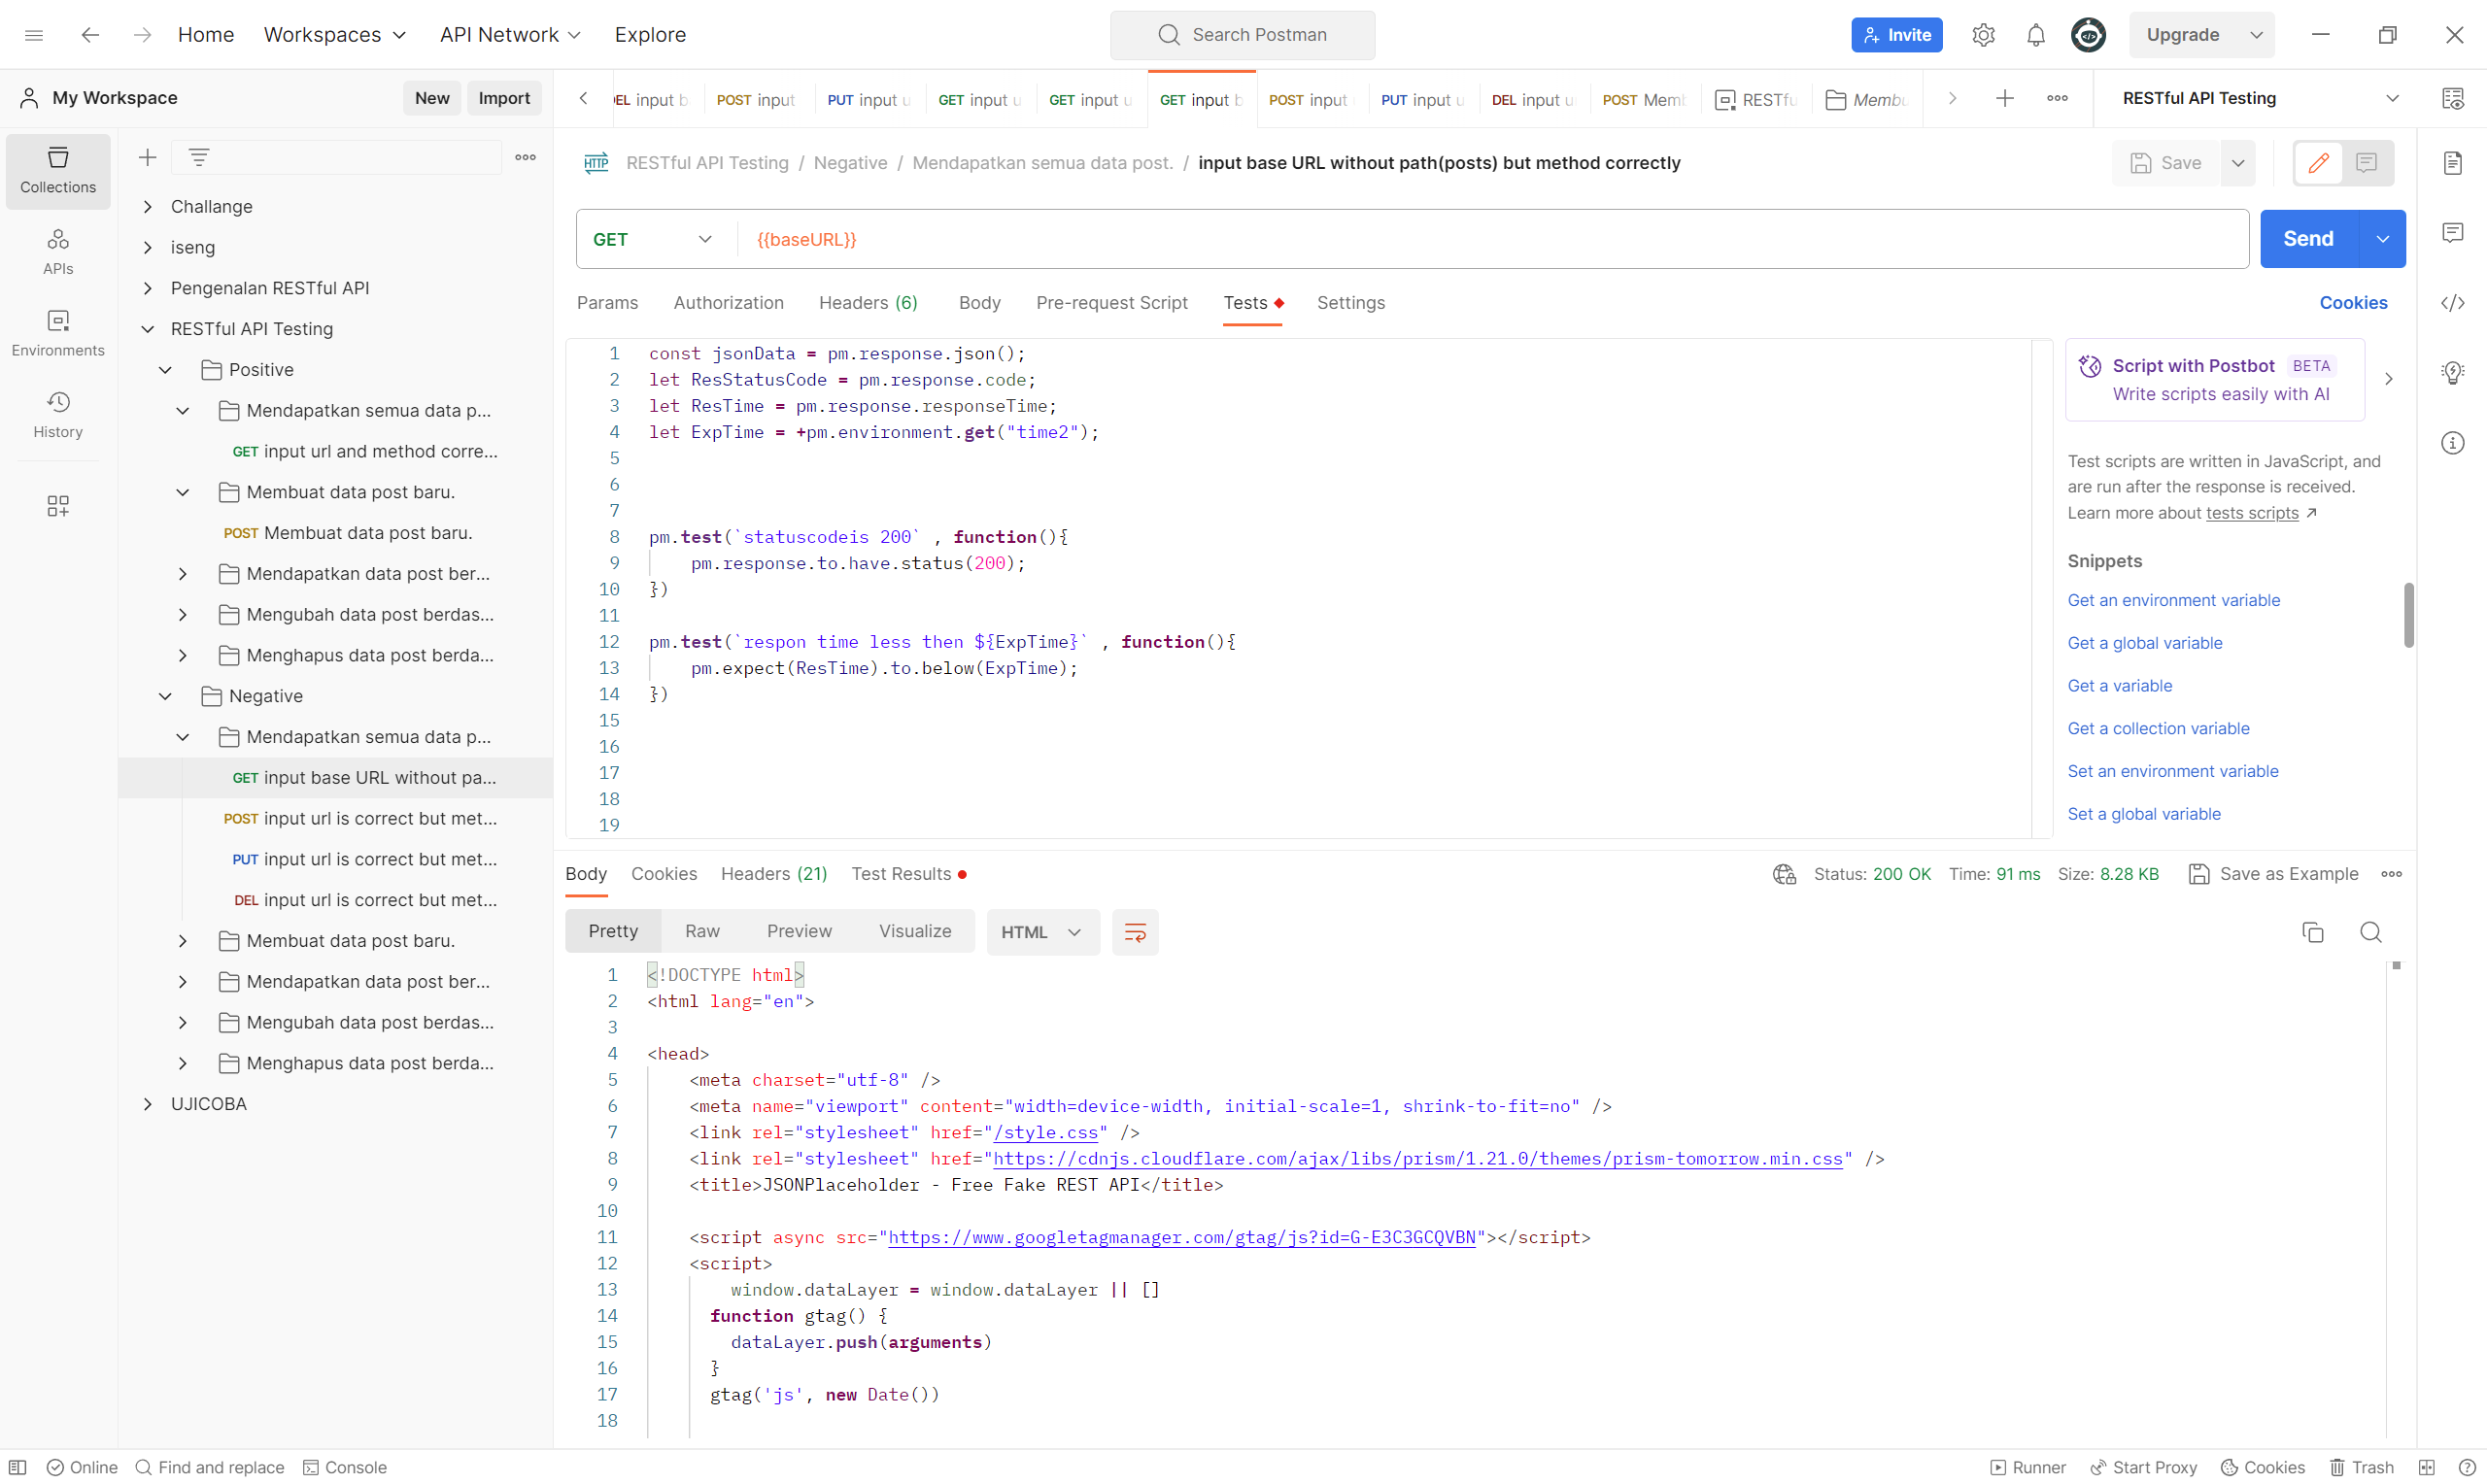 Home Workspaces API Network Explore Search Postman Invite Upgrade
My Workspace New Import
DEL input b POST input PUT input u GET input u GET input u GET input b POST input PUT input u DEL input u POST Memb RESTfu Membu RESTful API Testing
Collections
APIs
Environments
History
Challange
iseng
Pengenalan RESTful API
RESTful API Testing
Positive
Mendapatkan semua data p...
GET input url and method corre...
Membuat data post baru.
POST Membuat data post baru.
Mendapatkan data post ber...
Mengubah data post berdas...
Menghapus data post berda...
Negative
Mendapatkan semua data p...
GET input base URL without pa...
POST input url is correct but met...
PUT input url is correct but met...
DEL input url is correct but met...
Membuat data post baru.
Mendapatkan data post ber...
Mengubah data post berdas...
Menghapus data post berda...
UJICOBA
HTTP RESTful API Testing / Negative / Mendapatkan semua data post. / input base URL without path(posts) but method correctly Save
GET {{baseURL}} Send
Params Authorization Headers (6) Body Pre-request Script Tests Settings Cookies
1 const jsonData = pm.response.json();
2 let ResStatusCode = pm.response.code;
3 let ResTime = pm.response.responseTime;
4 let ExpTime = +pm.environment.get("time2");
5
6
7
8 pm.test(`statuscodeis 200` , function(){
9 pm.response.to.have.status(200);
10 })
11
12 pm.test(`respon time less then ${ExpTime}` , function(){
13 pm.expect(ResTime).to.below(ExpTime);
14 })
15
16
17
18
19
Script with Postbot BETA
Write scripts easily with AI
Test scripts are written in JavaScript, and
are run after the response is received.
Learn more about tests scripts ↗
Snippets
Get an environment variable
Get a global variable
Get a variable
Get a collection variable
Set an environment variable
Set a global variable
Body Cookies Headers (21) Test Results Status: 200 OK Time: 91 ms Size: 8.28 KB Save as Example
Pretty Raw Preview Visualize HTML
1 <!DOCTYPE html>
2 <html lang="en">
3
4 <head>
5 <meta charset="utf-8" />
6 <meta name="viewport" content="width=device-width, initial-scale=1, shrink-to-fit=no" />
7 <link rel="stylesheet" href="/style.css" />
8 <link rel="stylesheet" href="https://cdnjs.cloudflare.com/ajax/libs/prism/1.21.0/themes/prism-tomorrow.min.css" />
9 <title>JSONPlaceholder - Free Fake REST API</title>
10
11 <script async src="https://www.googletagmanager.com/gtag/js?id=G-E3C3GCQVBN"></script>
12 <script>
13 window.dataLayer = window.dataLayer || []
14 function gtag() {
15 dataLayer.push(arguments)
16 }
17 gtag('js', new Date())
18
Online Find and replace Console Runner Start Proxy Cookies Trash